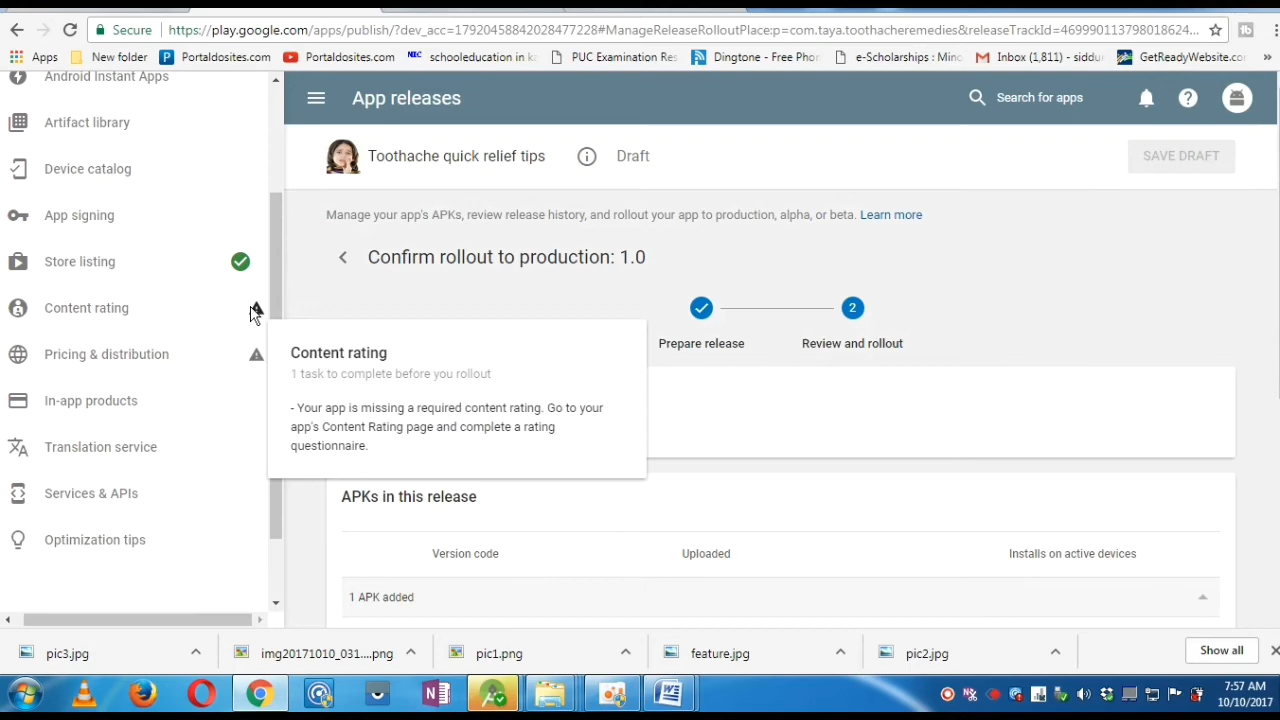 Secure
https://play.google.com/apps/publish/?dev_acc=17920458842028477228#ManageReleaseRolloutPlace:p=com.taya.toothacheremedies&releaseTrackId=469990113798018624...
Apps New folder Portaldosites.com Portaldosites.com schooleducation in ka PUC Examination Res Dingtone - Free Phon e-Scholarships : Mino Inbox (1,811) - siddu GetReadyWebsite.co »
Android Instant Apps
Artifact library
Device catalog
App signing
Store listing
Content rating
Pricing & distribution
In-app products
Translation service
Services & APIs
Optimization tips
App releases
Search for apps
Toothache quick relief tips
Draft
SAVE DRAFT
Manage your app's APKs, review release history, and rollout your app to production, alpha, or beta. Learn more
Confirm rollout to production: 1.0
2
Prepare release
Review and rollout
Content rating
1 task to complete before you rollout
- Your app is missing a required content rating. Go to your
app's Content Rating page and complete a rating
questionnaire.
APKs in this release
Version code Uploaded Installs on active devices
1 APK added
pic3.jpg img20171010_031....png pic1.png feature.jpg pic2.jpg Show all
7:57 AM
10/10/2017